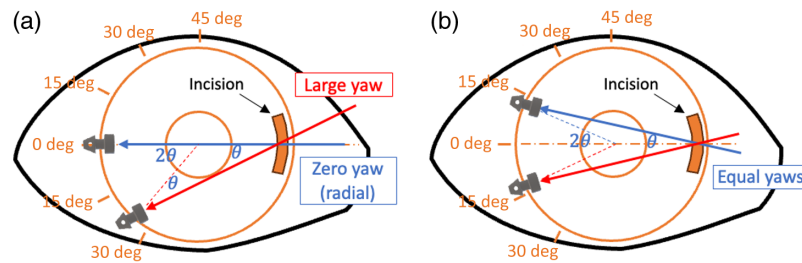 (a)
45 deg
30 deg
15 deg
0 deg
15 deg
30 deg
Incision
Large yaw
2θ
θ
θ
Zero yaw
(radial)
(b)
45 deg
30 deg
15 deg
0 deg
15 deg
30 deg
Incision
2θ
θ
Equal yaws